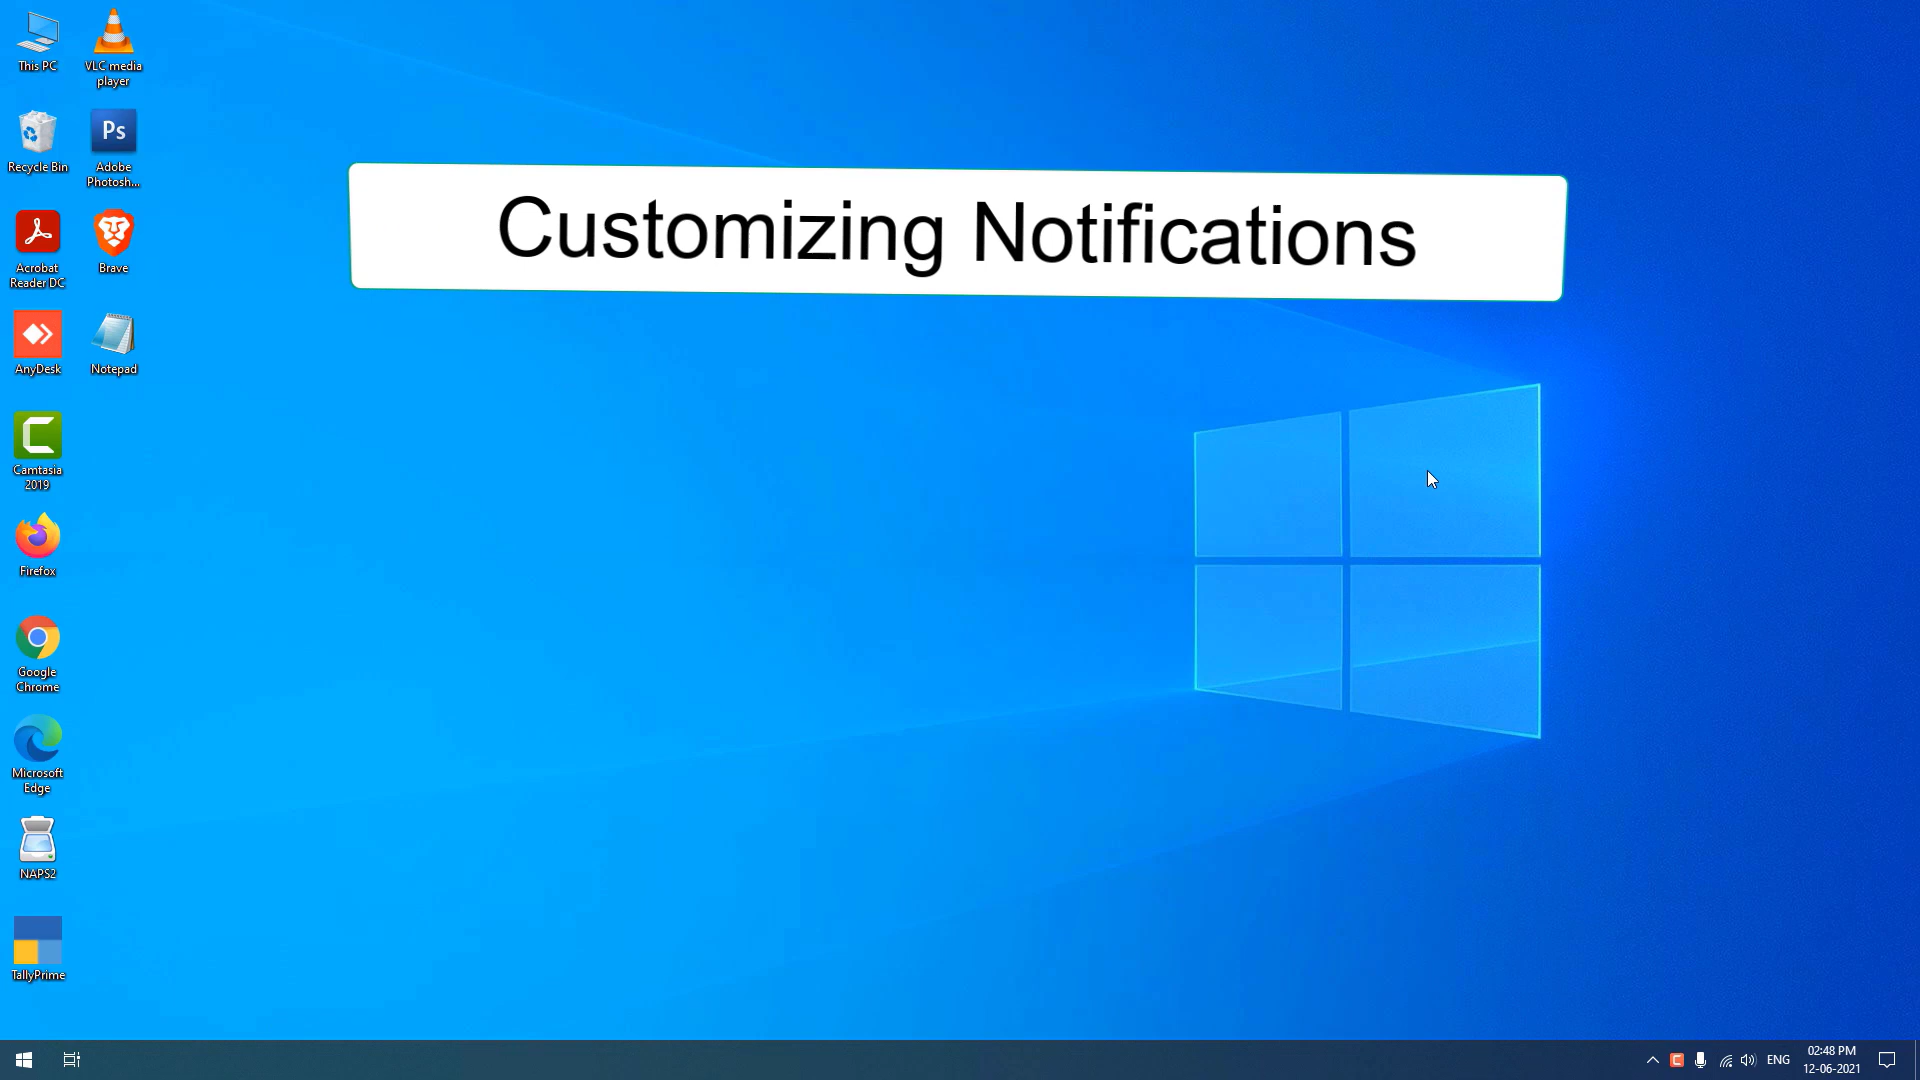 Customizing Notifications
This PC
VLC media
player
Recycle Bin
Ps
Adobe
Photosh...
Acrobat
Reader DC
Brave
AnyDesk
Notepad
Camtasia
2019
Firefox
Google
Chrome
Microsoft
Edge
NAPS2
TallyPrime
ENG
02:48 PM
12-06-2021